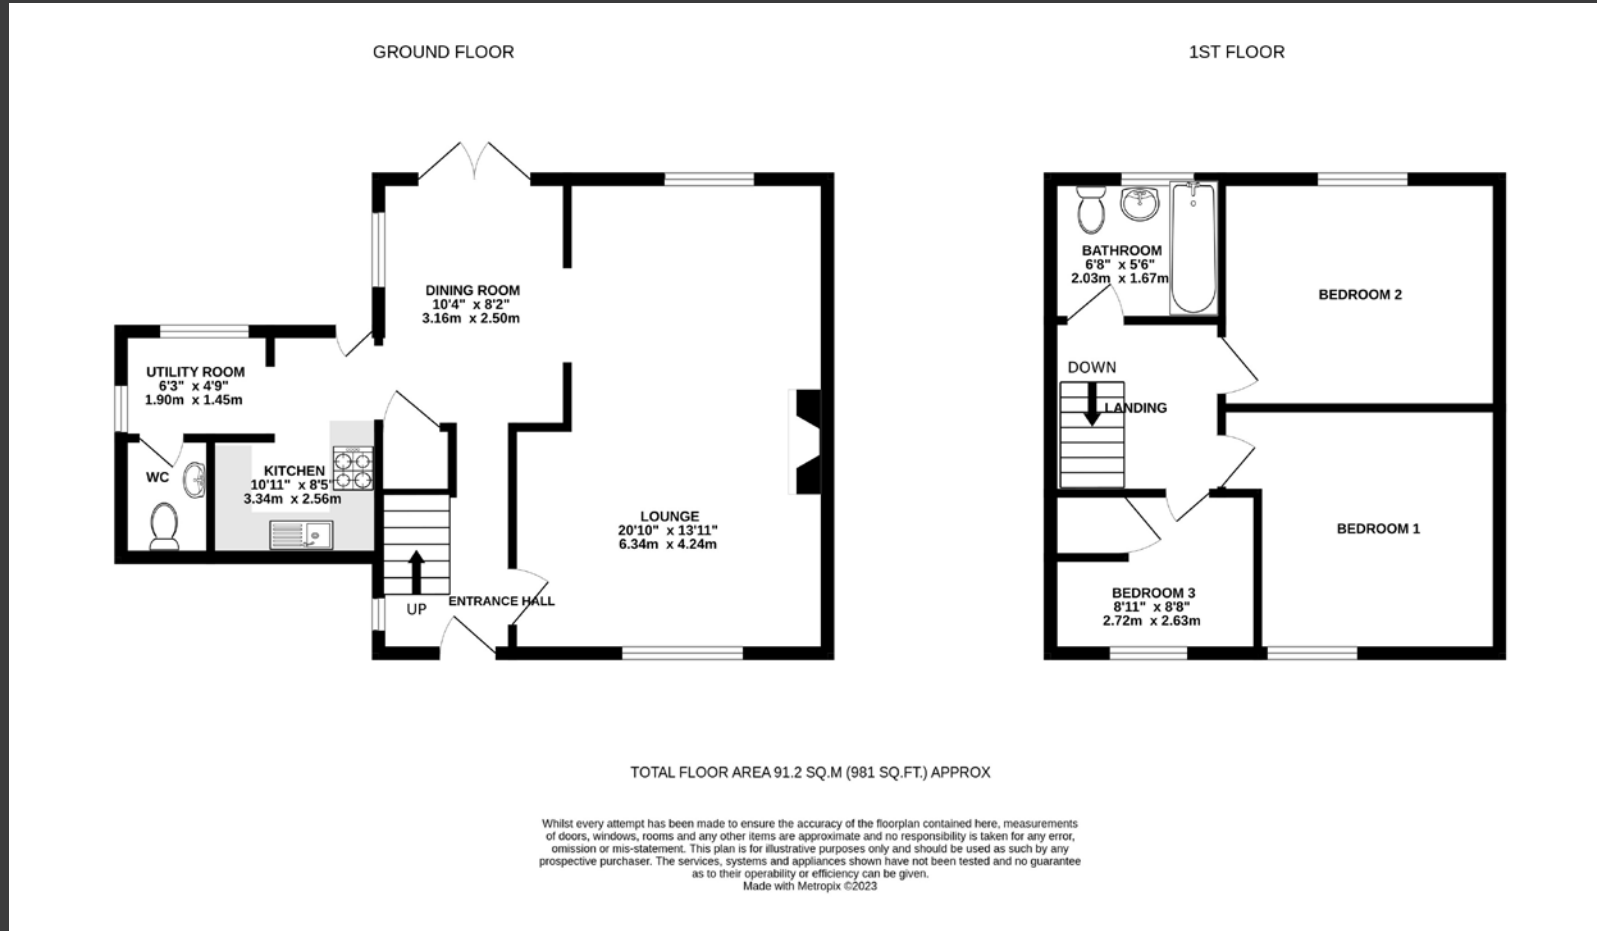 GROUND FLOOR
1ST FLOOR
DINING ROOM
10'4" x 8'2"
3.16m x 2.50m
UTILITY ROOM
6'3" x 4'9"
1.90m x 1.45m
WC
KITCHEN
10'11" x 8'5"
3.34m x 2.56m
LOUNGE
20'10" x 13'11"
6.34m x 4.24m
UP
ENTRANCE HALL
BATHROOM
6'8" x 5'6"
2.03m x 1.67m
BEDROOM 2
DOWN
LANDING
BEDROOM 1
BEDROOM 3
8'11" x 8'8"
2.72m x 2.63m
TOTAL FLOOR AREA 91.2 SQ.M (981 SQ.FT.) APPROX
Whilst every attempt has been made to ensure the accuracy of the floorplan contained here, measurements
of doors, windows, rooms and any other items are approximate and no responsibility is taken for any error,
omission or mis-statement. This plan is for illustrative purposes only and should be used as such by any
prospective purchaser. The services, systems and appliances shown have not been tested and no guarantee
as to their operability or efficiency can be given.
Made with Metropix ©2023